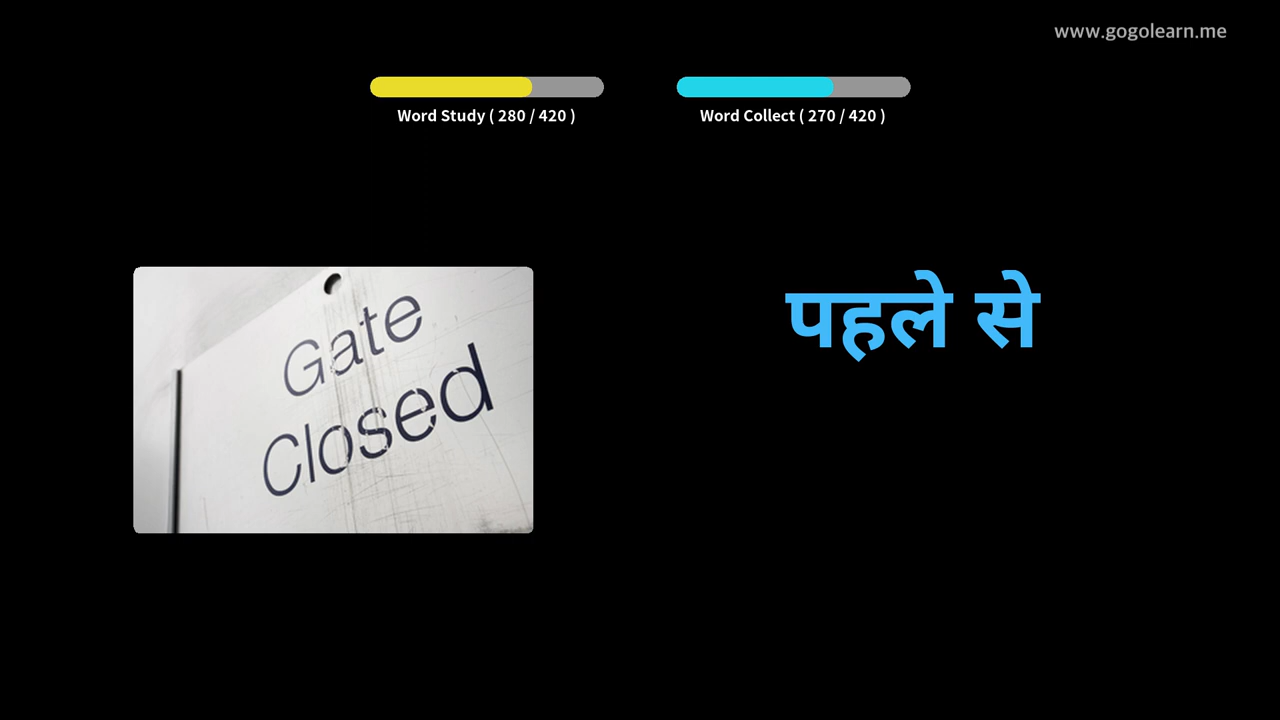 www.gogolearn.me
Word Study ( 280 / 420 )
Word Collect ( 270 / 420 )
Gate
Closed
पहले से